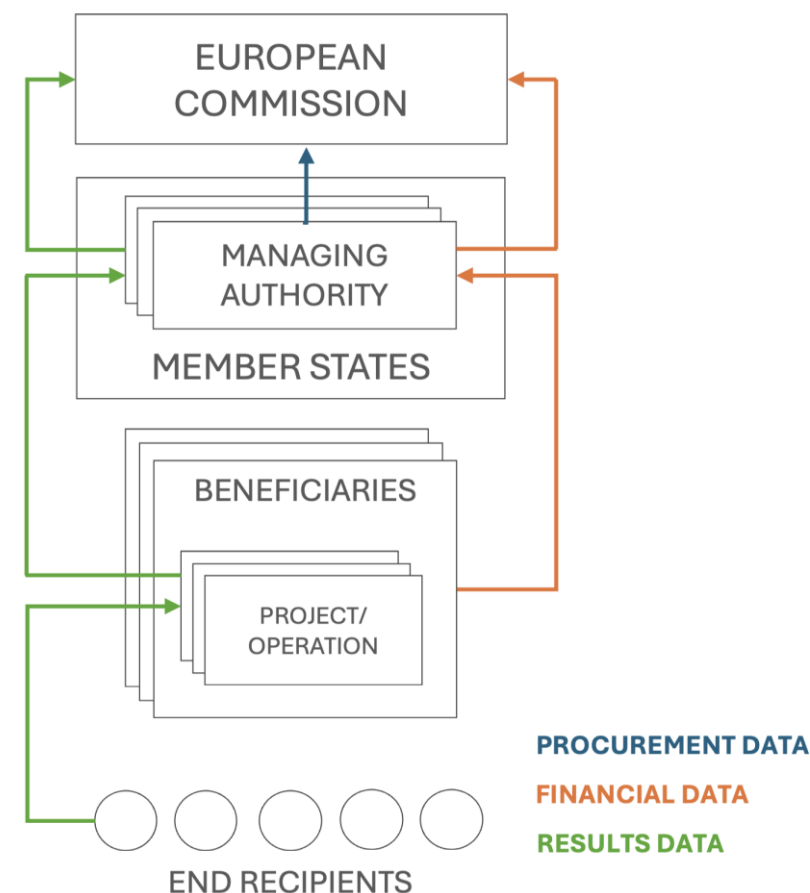 EUROPEAN
COMMISSION
MANAGING
AUTHORITY
MEMBER STATES
BENEFICIARIES
PROJECT/
OPERATION
PROCUREMENT DATA
FINANCIAL DATA
RESULTS DATA
END RECIPIENTS